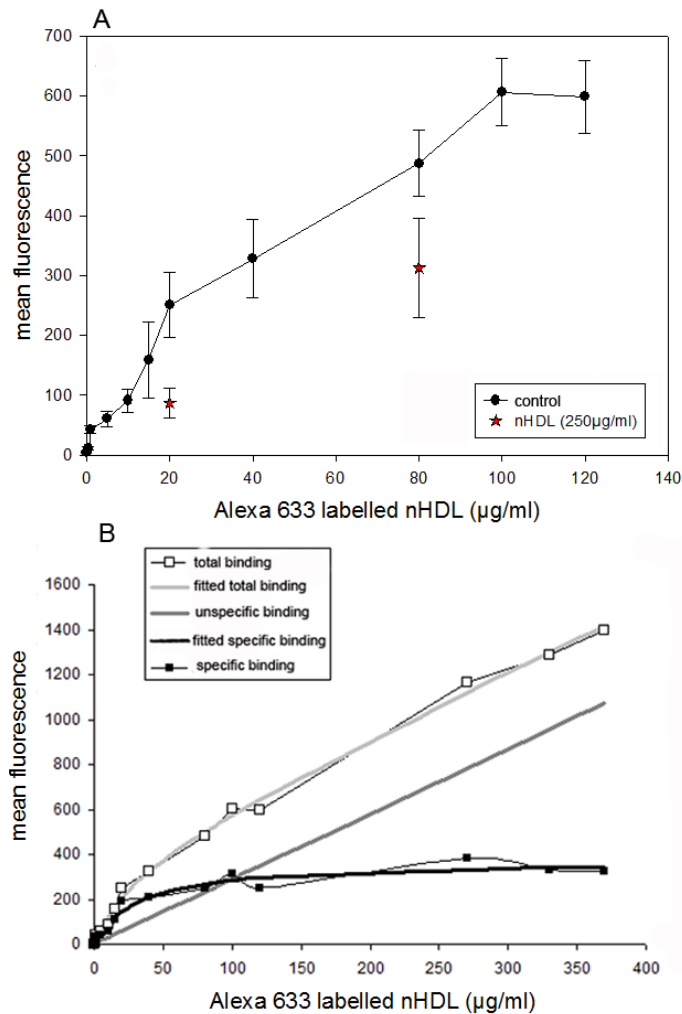 A
700
600
500
400
300
200
100
0
mean fluorescence
control
nHDL (250µg/ml)
0 20 40 60 80 100 120 140
Alexa 633 labelled nHDL (µg/ml)
B
total binding
fitted total binding
unspecific binding
fitted specific binding
specific binding
1600
1400
1200
1000
800
600
400
200
0
mean fluorescence
0 50 100 150 200 250 300 350 400
Alexa 633 labelled nHDL (µg/ml)